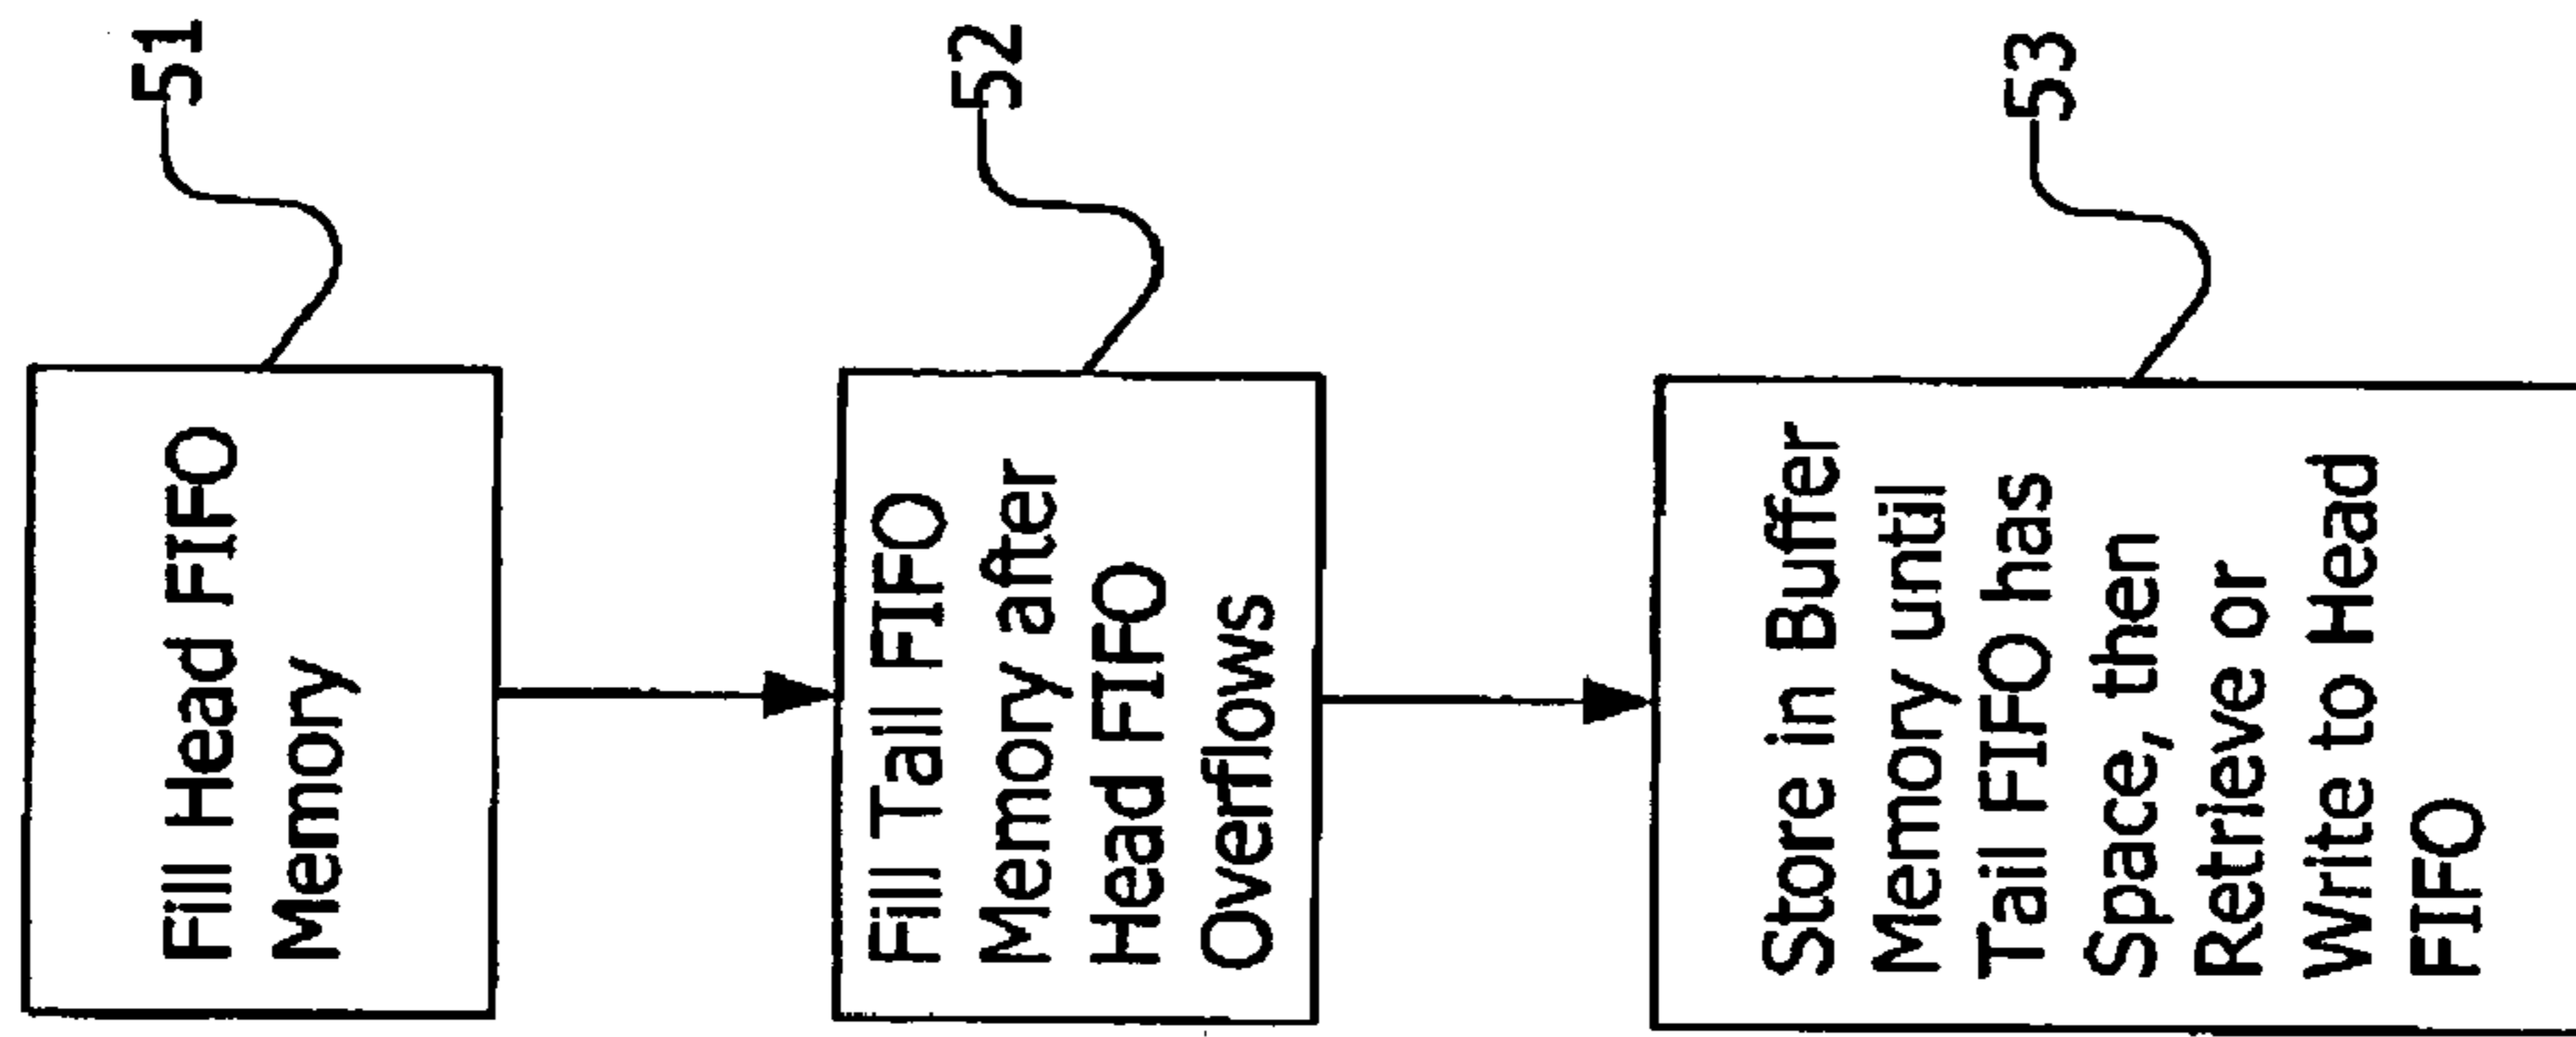 51
Fill Head FIFO
Memory
52
Fill Tail FIFO
Memory after
Head FIFO
Overflows
53
Store in Buffer
Memory until
Tail FIFO has
Space, then
Retrieve or
Write to Head
FIFO